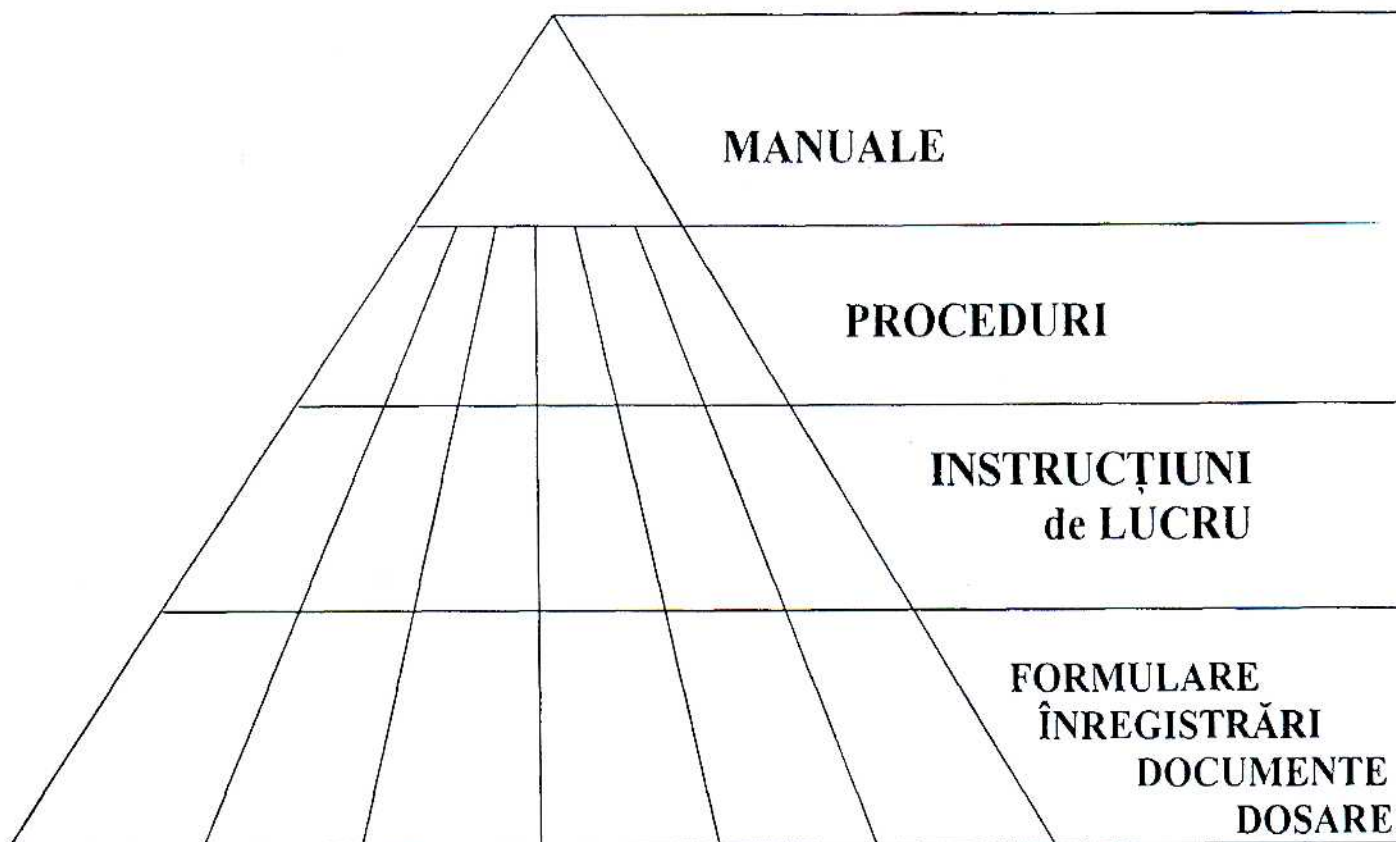 MANUALE
PROCEDURI
INSTRUCȚIUNI
de LUCRU
FORMULARE
ÎNREGISTRĂRI
DOCUMENTE
DOSARE